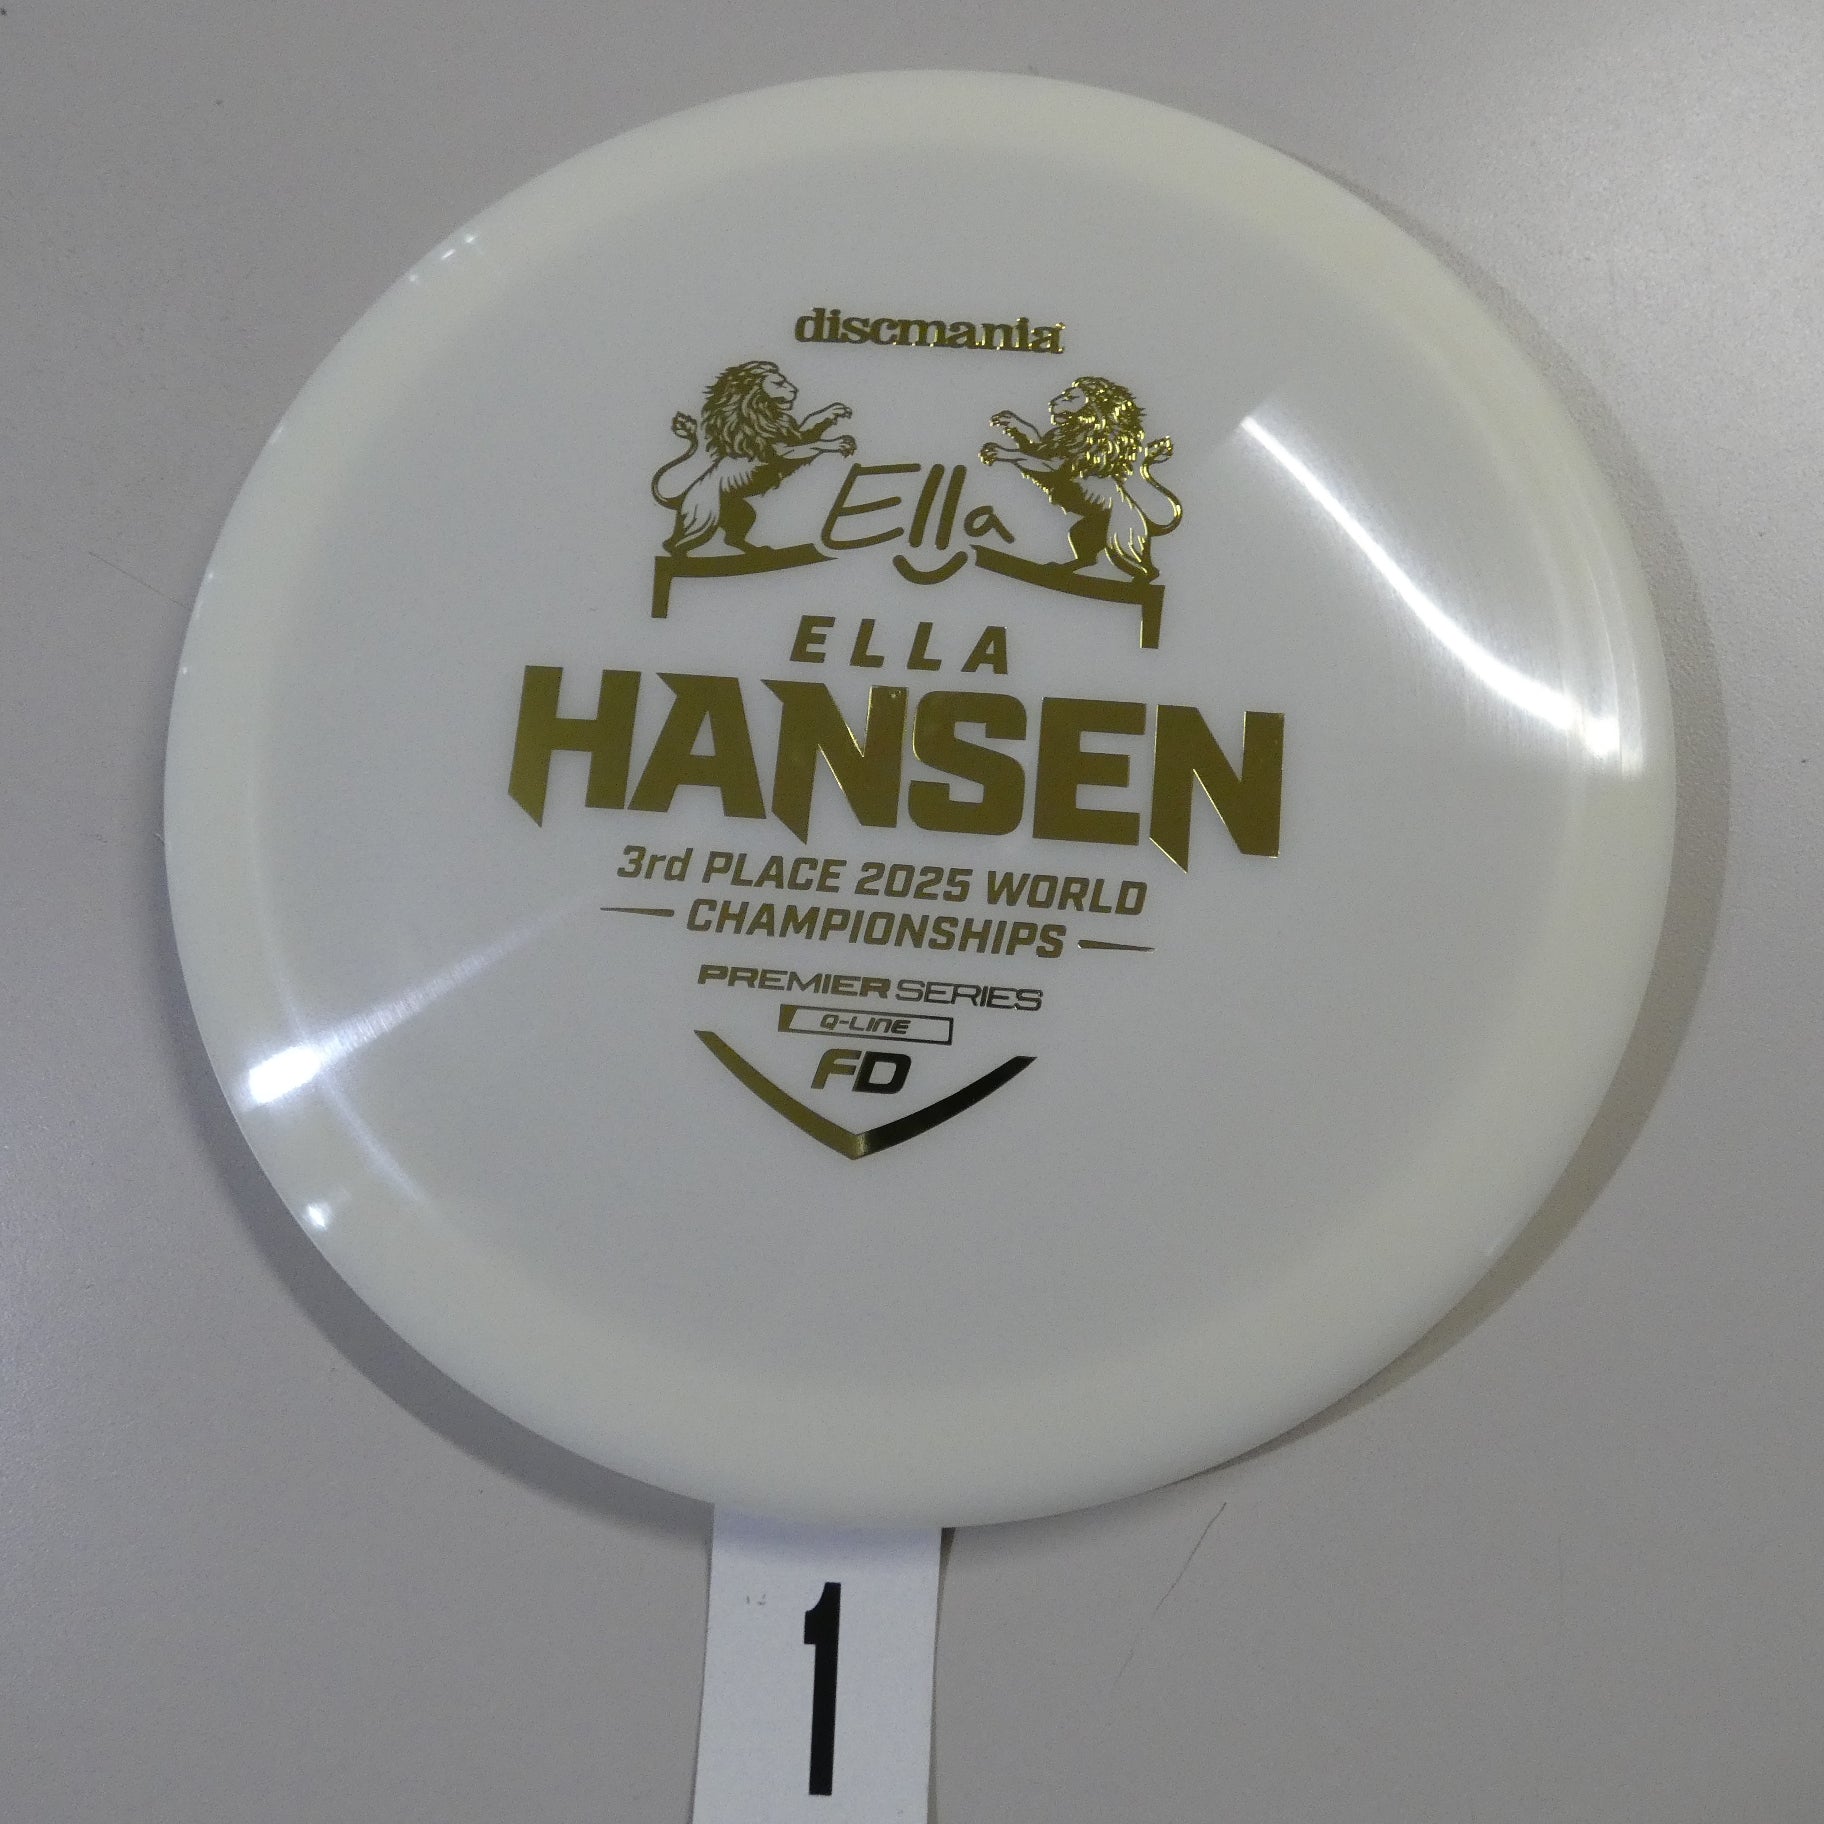 discmania
Ella
ELLA
HANSEN
3rd PLACE 2025 WORLD
CHAMPIONSHIPS
PREMIER SERIES
Q-LINE
FD
1